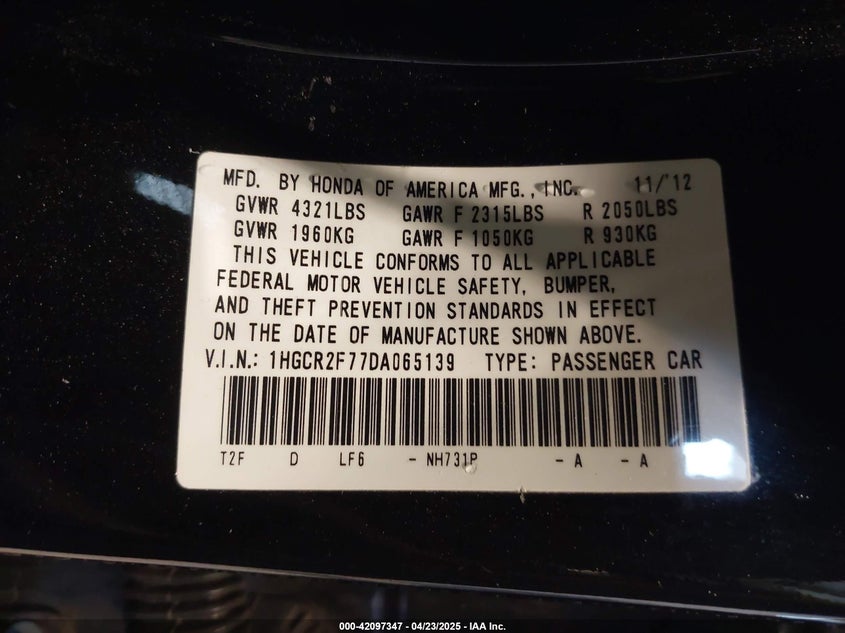 MFD. BY HONDA OF AMERICA MFG., INC. 11/'12
GVWR 4321LBS GAWR F 2315LBS R 2050LBS
GVWR 1960KG GAWR F 1050KG R 930KG
THIS VEHICLE CONFORMS TO ALL APPLICABLE
FEDERAL MOTOR VEHICLE SAFETY, BUMPER,
AND THEFT PREVENTION STANDARDS IN EFFECT
ON THE DATE OF MANUFACTURE SHOWN ABOVE.
V.I.N.: 1HGCR2F77DA065139 TYPE: PASSENGER CAR
T2F D LF6 - NH731P - A - A
000-42097347 - 04/23/2025 - IAA Inc.